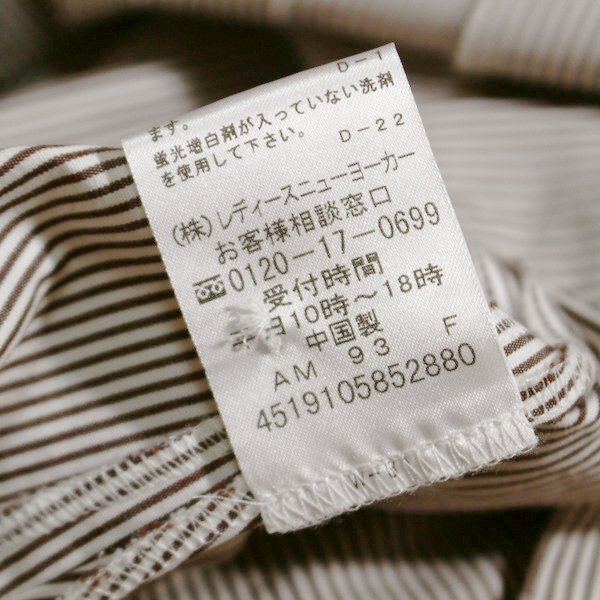 D-1
ます。
蛍光増白剤が入っていない洗剤
を使用して下さい。 D-22
(株)レディースニューヨーカー
お客様相談窓口
0120-17-0699
受付時間
10時〜18時
中国製 F
AM 93
4519105852880